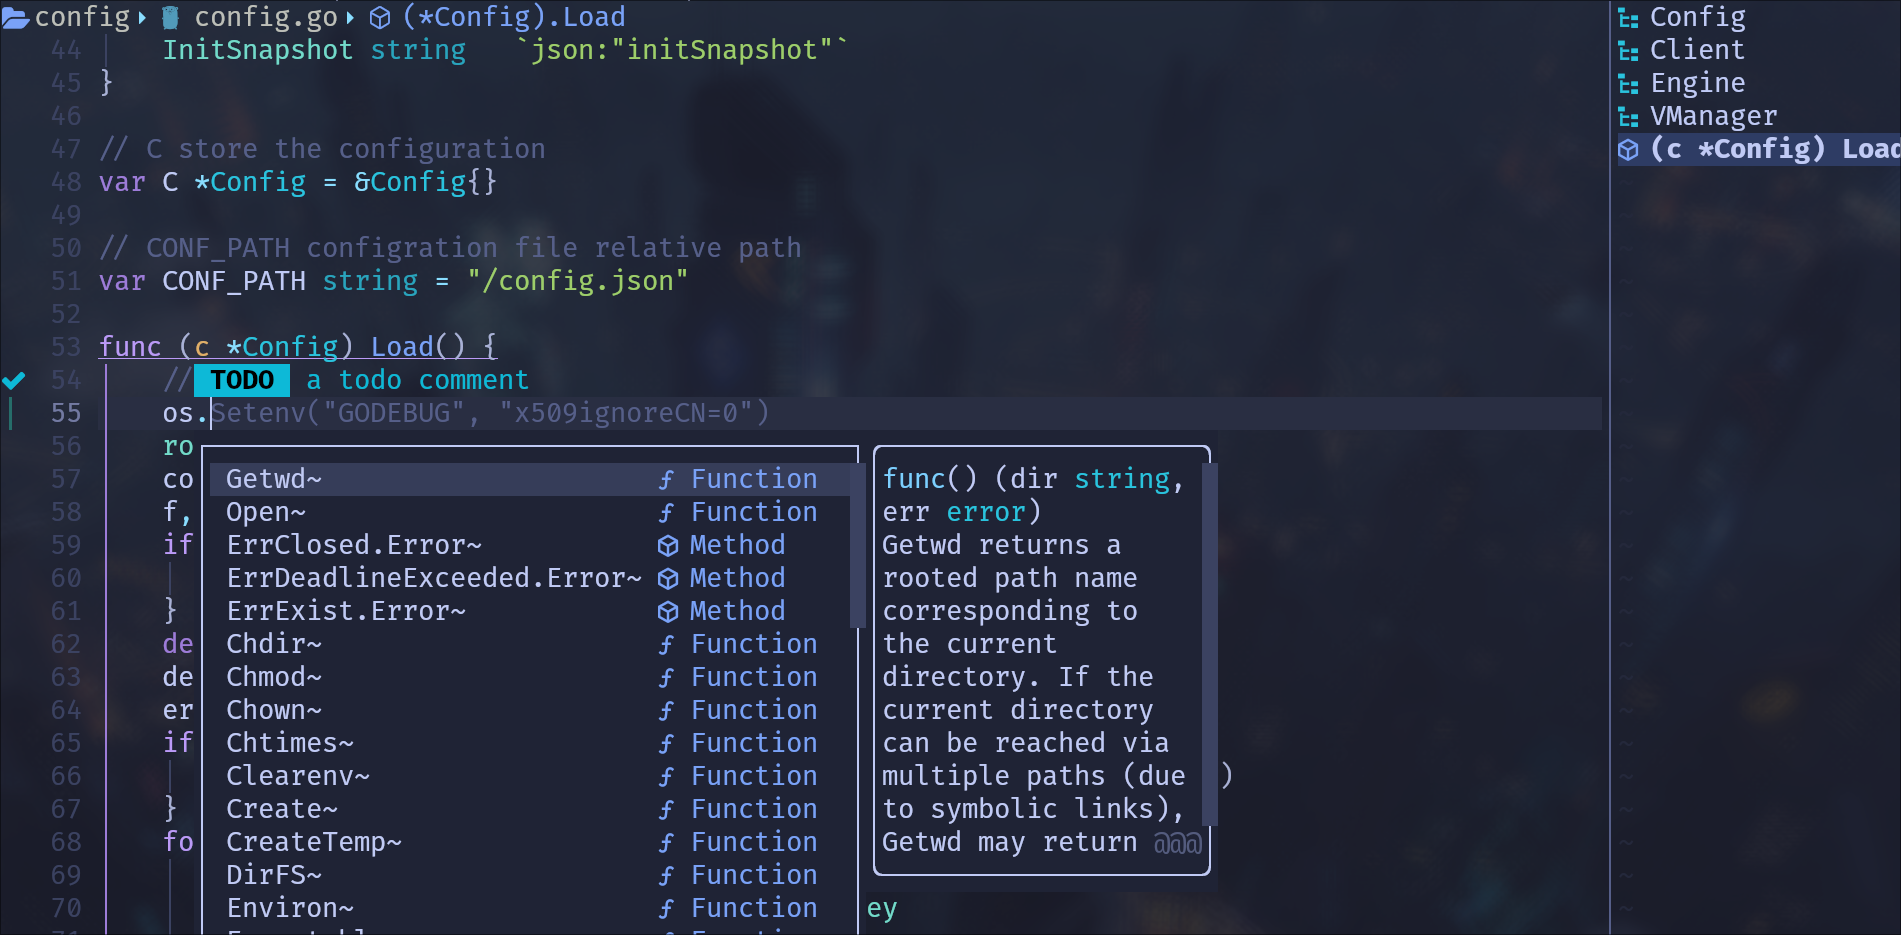 config config.go (*Config).Load
44 InitSnapshot string `json:"initSnapshot"`
45 }
46
47 // C store the configuration
48 var C *Config = &Config{}
49
50 // CONF_PATH configration file relative path
51 var CONF_PATH string = "/config.json"
52
53 func (c *Config) Load() {
54 // TODO a todo comment
55 os.Setenv("GODEBUG", "x509ignoreCN=0")
56 ro
57 co
58 f,
59 if
60
61 }
62 de
63 de
64 er
65 if
66 )
67 }
68 fo
69
70 ey
Getwd~ ƒ Function
Open~ ƒ Function
ErrClosed.Error~ Method
ErrDeadlineExceeded.Error~ Method
ErrExist.Error~ Method
Chdir~ ƒ Function
Chmod~ ƒ Function
Chown~ ƒ Function
Chtimes~ ƒ Function
Clearenv~ ƒ Function
Create~ ƒ Function
CreateTemp~ ƒ Function
DirFS~ ƒ Function
Environ~ ƒ Function
func() (dir string,
err error)
Getwd returns a
rooted path name
corresponding to
the current
directory. If the
current directory
can be reached via
multiple paths (due
to symbolic links),
Getwd may return @@@
Config
Client
Engine
VManager
(c *Config) Load